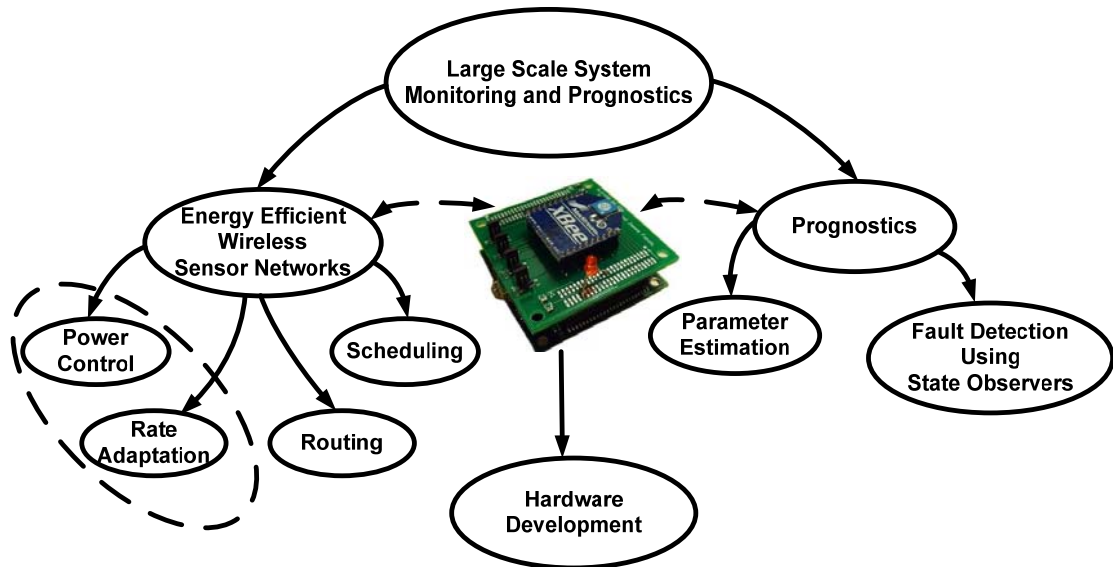 Large Scale System
Monitoring and Prognostics
Energy Efficient
Wireless
Sensor Networks
XBee
Prognostics
Power
Control
Scheduling
Parameter
Estimation
Fault Detection
Using
State Observers
Rate
Adaptation
Routing
Hardware
Development